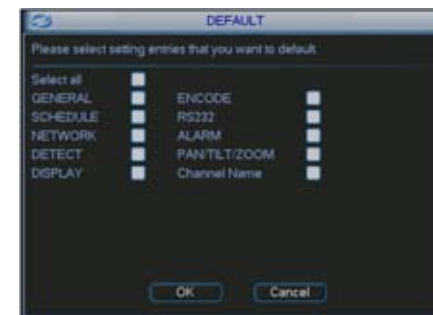 DEFAULT
Please select setting entries that you want to default.
Select all
GENERAL ENCODE
SCHEDULE RS232
NETWORK ALARM
DETECT PAN/TILT/ZOOM
DISPLAY Channel Name
OK Cancel